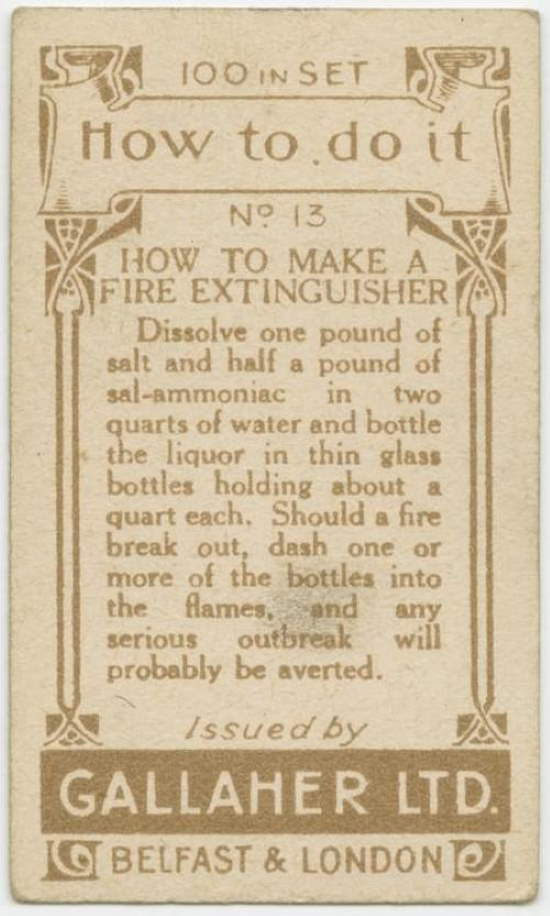 100 IN SET
How to do it
Nº 13
HOW TO MAKE A
FIRE EXTINGUISHER
Dissolve one pound of
salt and half a pound of
sal-ammoniac in two
quarts of water and bottle
the liquor in thin glass
bottles holding about a
quart each. Should a fire
break out, dash one or
more of the bottles into
the flames, and any
serious outbreak will
probably be averted.
Issued by
GALLAHER LTD.
BELFAST & LONDON